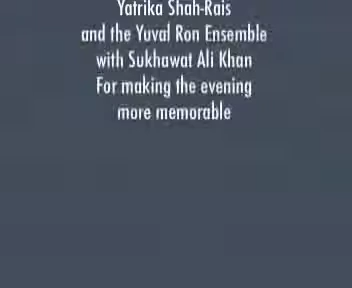 Yatrika Shah-Rais
and the Yuval Ron Ensemble
with Sukhawat Ali Khan
For making the evening
more memorable